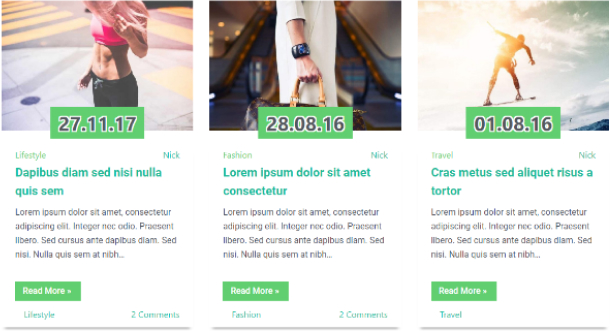 27.11.17
Lifestyle Nick
Dapibus diam sed nisi nulla
quis sem
Lorem ipsum dolor sit amet, consectetur
adipiscing elit. Integer nec odio. Praesent
libero. Sed cursus ante dapibus diam. Sed
nisi. Nulla quis sem at nibh...
Read More »
Lifestyle 2 Comments
28.08.16
Fashion Nick
Lorem ipsum dolor sit amet
consectetur
Lorem ipsum dolor sit amet, consectetur
adipiscing elit. Integer nec odio. Praesent
libero. Sed cursus ante dapibus diam. Sed
nisi. Nulla quis sem at nibh...
Read More »
Fashion 2 Comments
01.08.16
Travel Nick
Cras metus sed aliquet risus a
tortor
Lorem ipsum dolor sit amet, consectetur
adipiscing elit. Integer nec odio. Praesent
libero. Sed cursus ante dapibus diam. Sed
nisi. Nulla quis sem at nibh...
Read More »
Travel